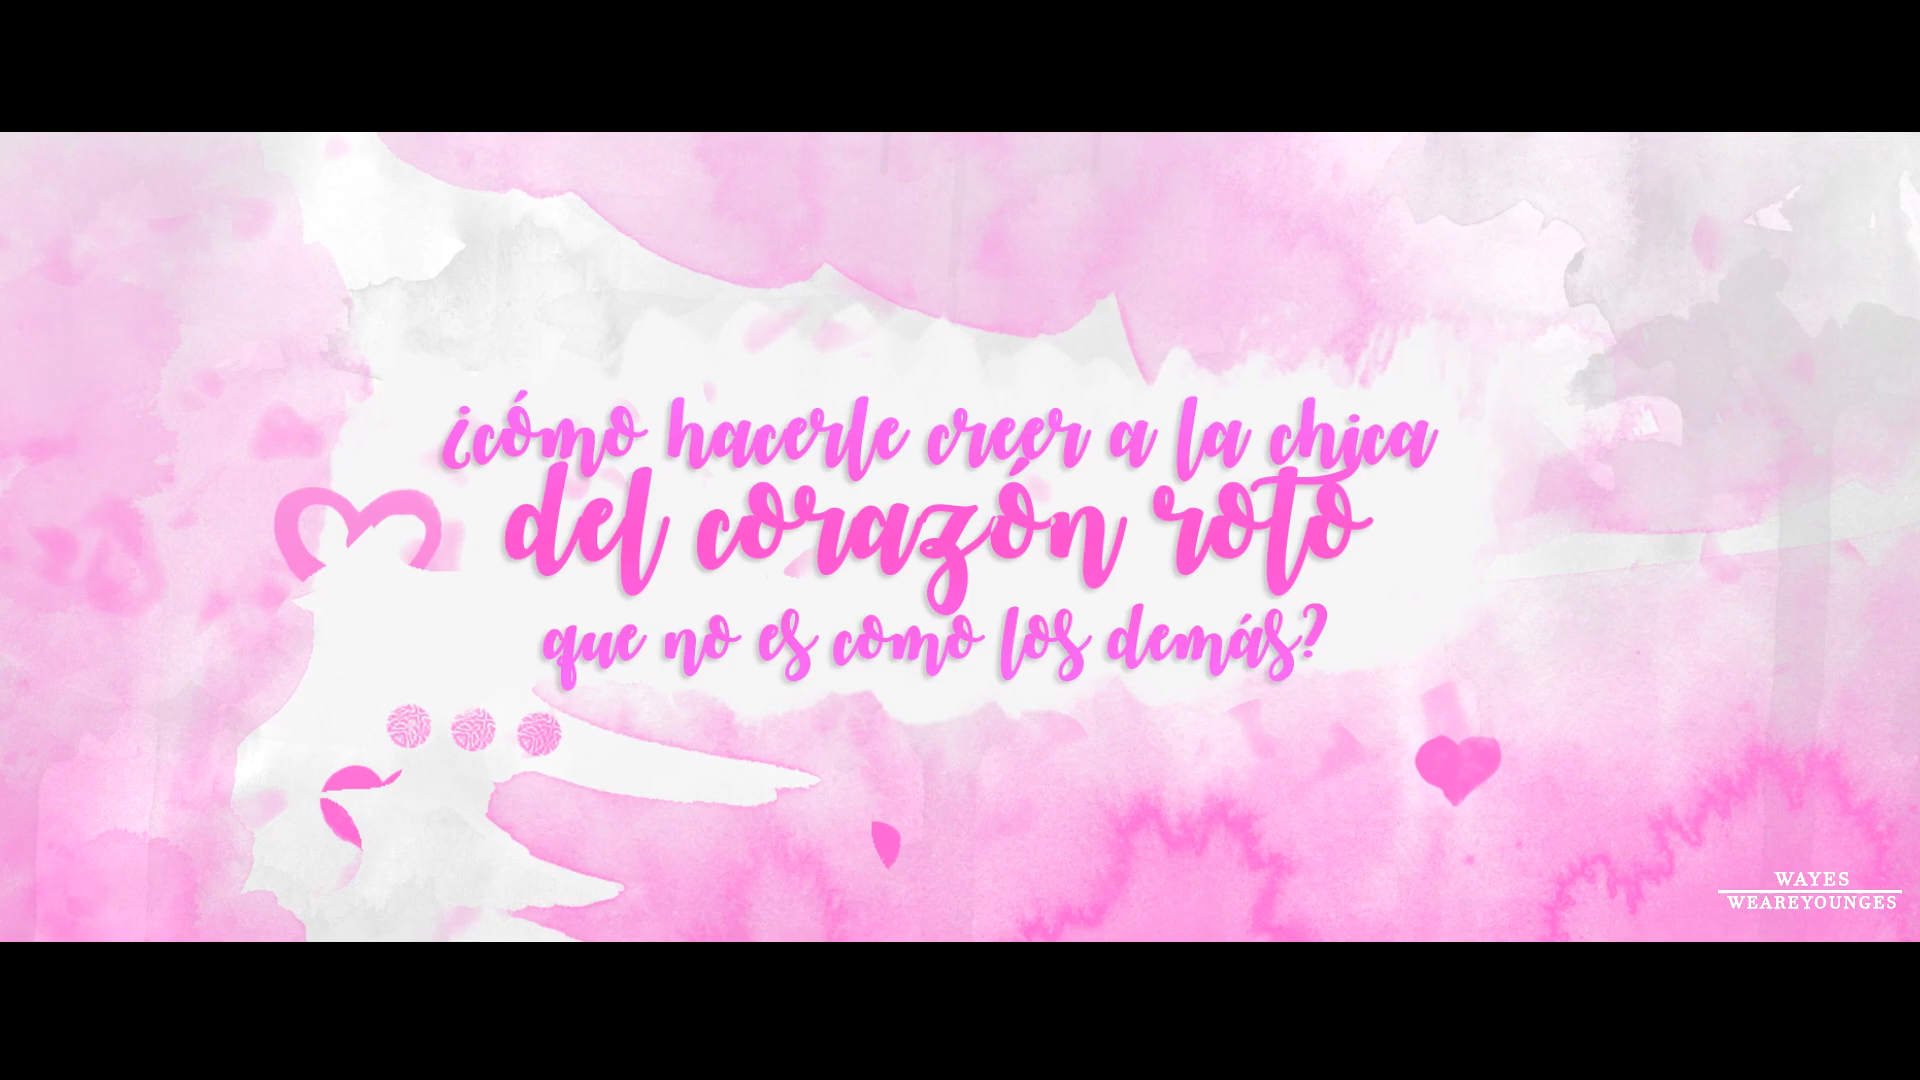 ¿cómo hacerle creer a la chica
del corazón roto
que no es como los demás?
WAYES
WEAREYOUNGES